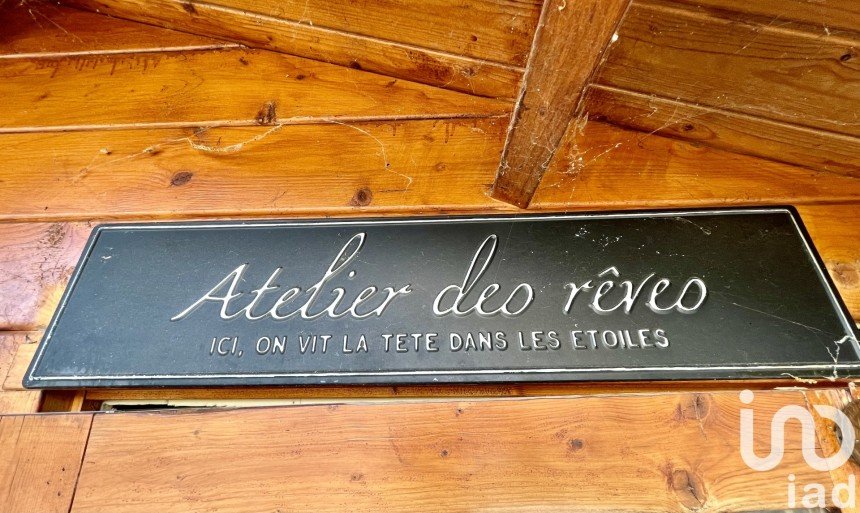 Atelier des rêves
ICI, ON VIT LA TETE DANS LES ETOILES
iad